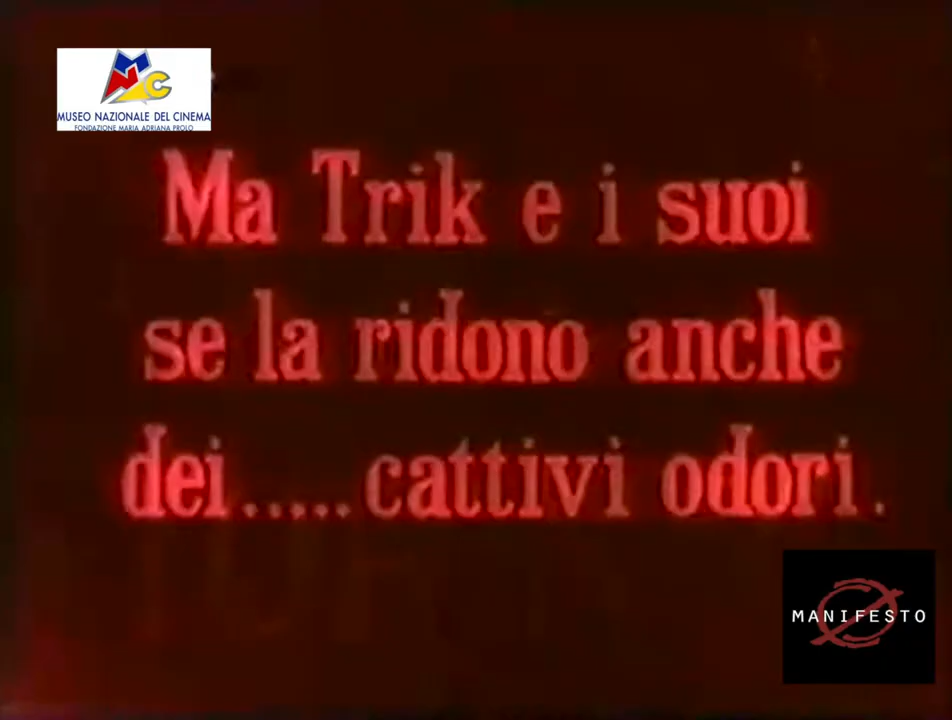 MUSEO NAZIONALE DEL CINEMA
FONDAZIONE MARIA ADRIANA PROLO
Ma Trik e i suoi
se la ridono anche
dei.....cattivi odori.
MANIFESTO